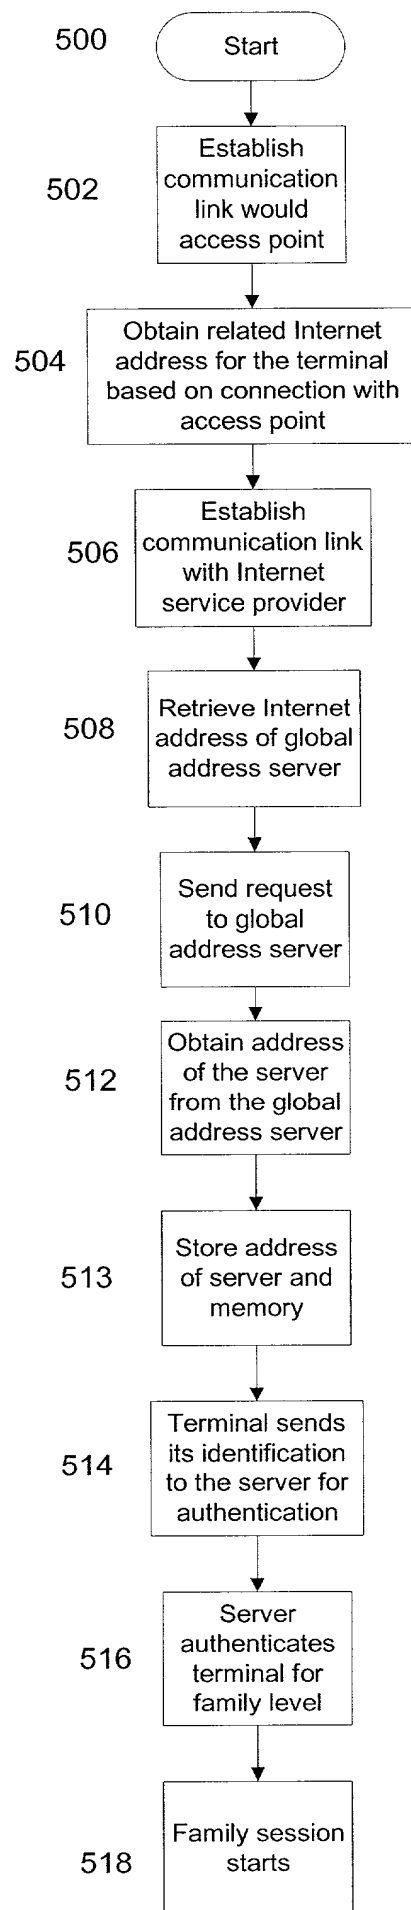 500
Start
502
Establish
communication
link would
access point
504
Obtain related Internet
address for the terminal
based on connection with
access point
506
Establish
communication link
with Internet
service provider
508
Retrieve Internet
address of global
address server
510
Send request
to global
address server
512
Obtain address
of the server
from the global
address server
513
Store address
of server and
memory
514
Terminal sends
its identification
to the server for
authentication
516
Server
authenticates
terminal for
family level
518
Family session
starts